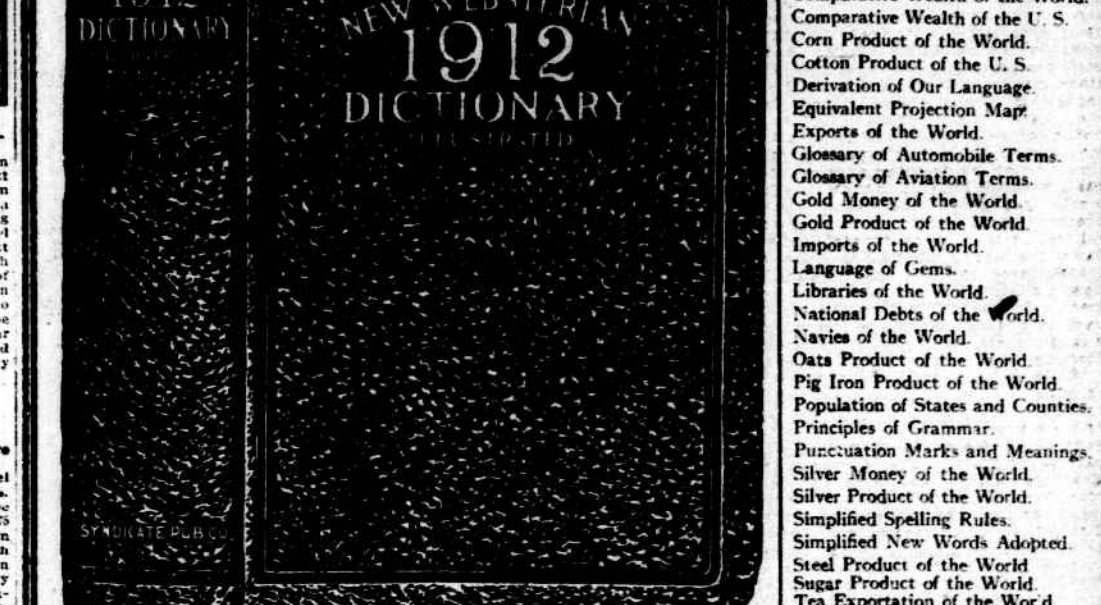 1912
DICTIONARY
NEW WEBSTERIAN
1912
DICTIONARY
ILLUSTRATED
SYNDICATE PUB CO
Comparative Wealth of the U. S.
Corn Product of the World.
Cotton Product of the U. S.
Derivation of Our Language.
Equivalent Projection Map.
Exports of the World.
Glossary of Automobile Terms.
Glossary of Aviation Terms.
Gold Money of the World.
Gold Product of the World.
Imports of the World.
Language of Gems.
Libraries of the World.
National Debts of the World.
Navies of the World.
Oats Product of the World.
Pig Iron Product of the World.
Population of States and Counties.
Principles of Grammar.
Punctuation Marks and Meanings.
Silver Money of the World.
Silver Product of the World.
Simplified Spelling Rules.
Simplified New Words Adopted.
Steel Product of the World
Sugar Product of the World.
Tea Exportation of the World